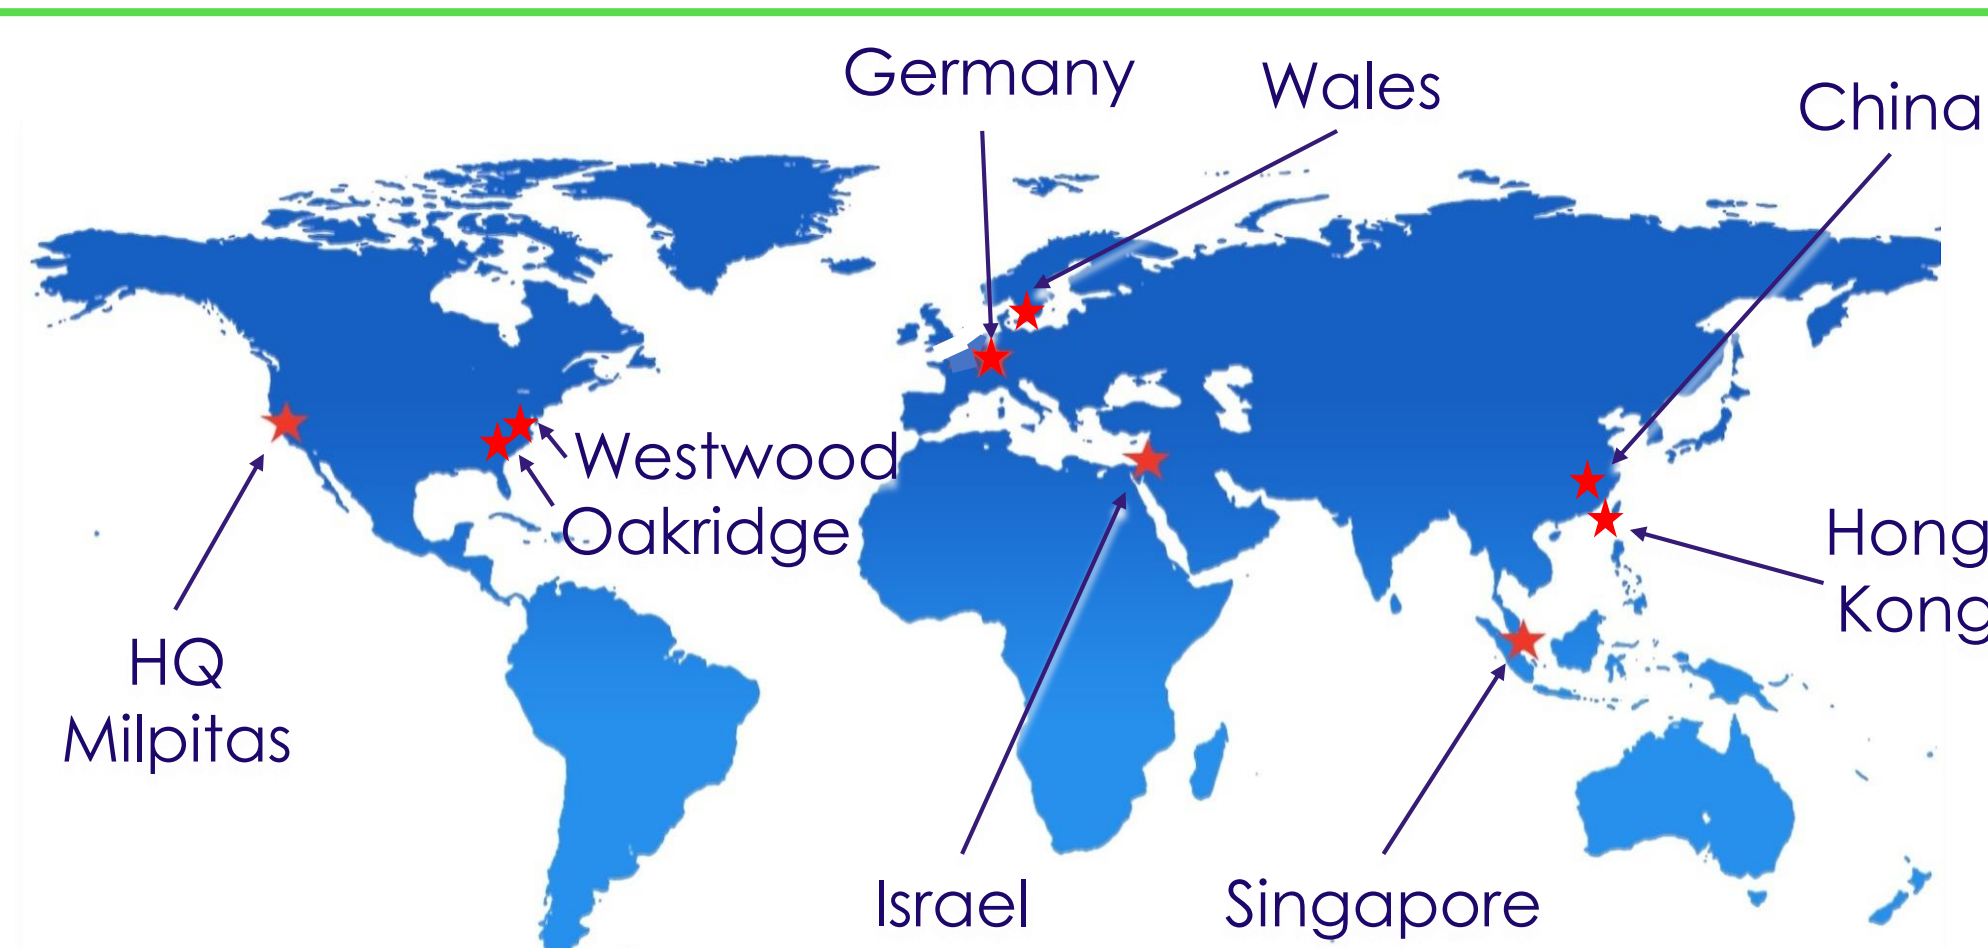 Germany
Wales
China
Westwood
Oakridge
Hong
Kong
HQ
Milpitas
Israel
Singapore